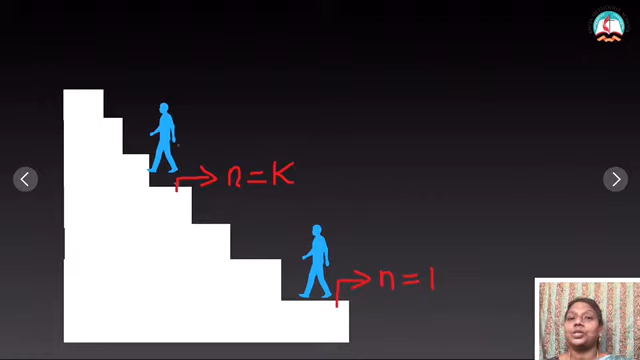 n = K
n = 1